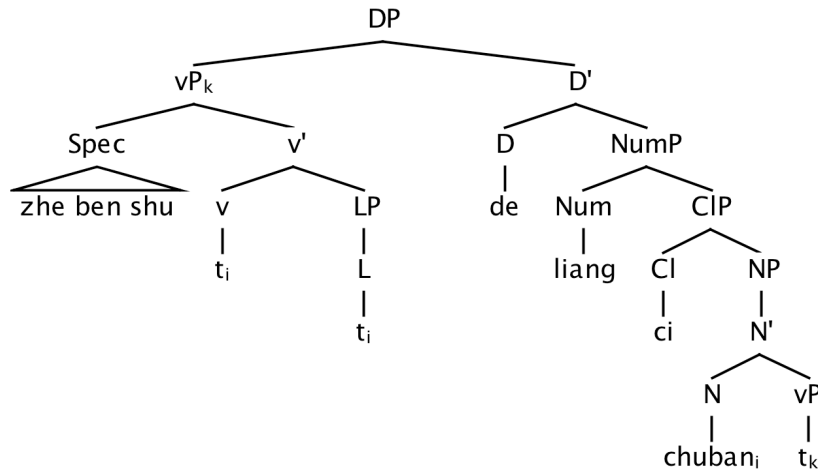 DP
vPk D'
Spec v' D NumP
zhe ben shu v LP de Num ClP
ti L liang Cl NP
ti ci N'
N vP
chubani tk